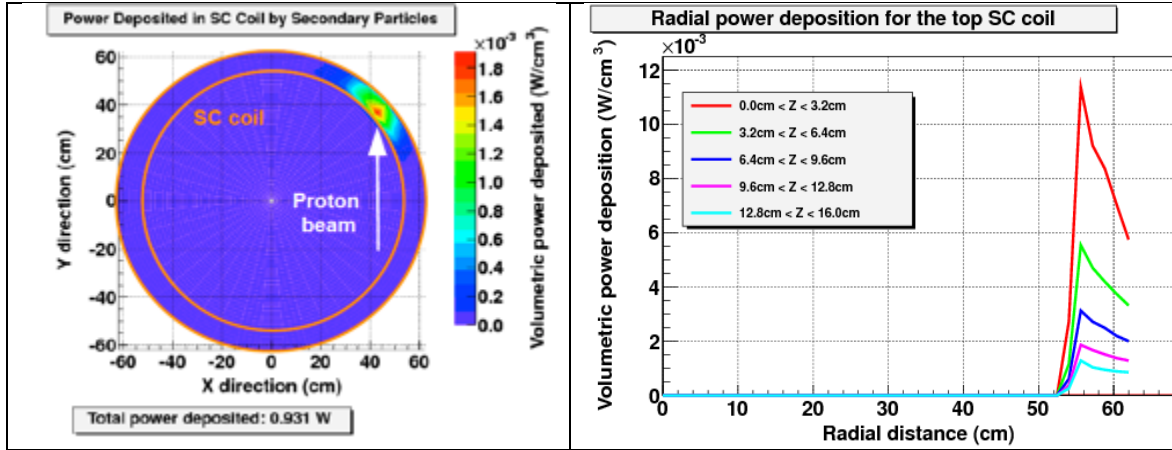 Power Deposited in SC Coil by Secondary Particles
×10⁻³
60
40
20
0
-20
-40
-60
Y direction (cm)
SC coil
Proton
beam
-60
-40
-20
0
20
40
60
X direction (cm)
1.8
1.6
1.4
1.2
1.0
0.8
0.6
0.4
0.2
0.0
Volumetric power deposited (W/cm³)
Total power deposited: 0.931 W
Radial power deposition for the top SC coil
×10⁻³
12
10
8
6
4
2
0
Volumetric power deposition (W/cm³)
0.0cm < Z < 3.2cm
3.2cm < Z < 6.4cm
6.4cm < Z < 9.6cm
9.6cm < Z < 12.8cm
12.8cm < Z < 16.0cm
0
10
20
30
40
50
60
Radial distance (cm)